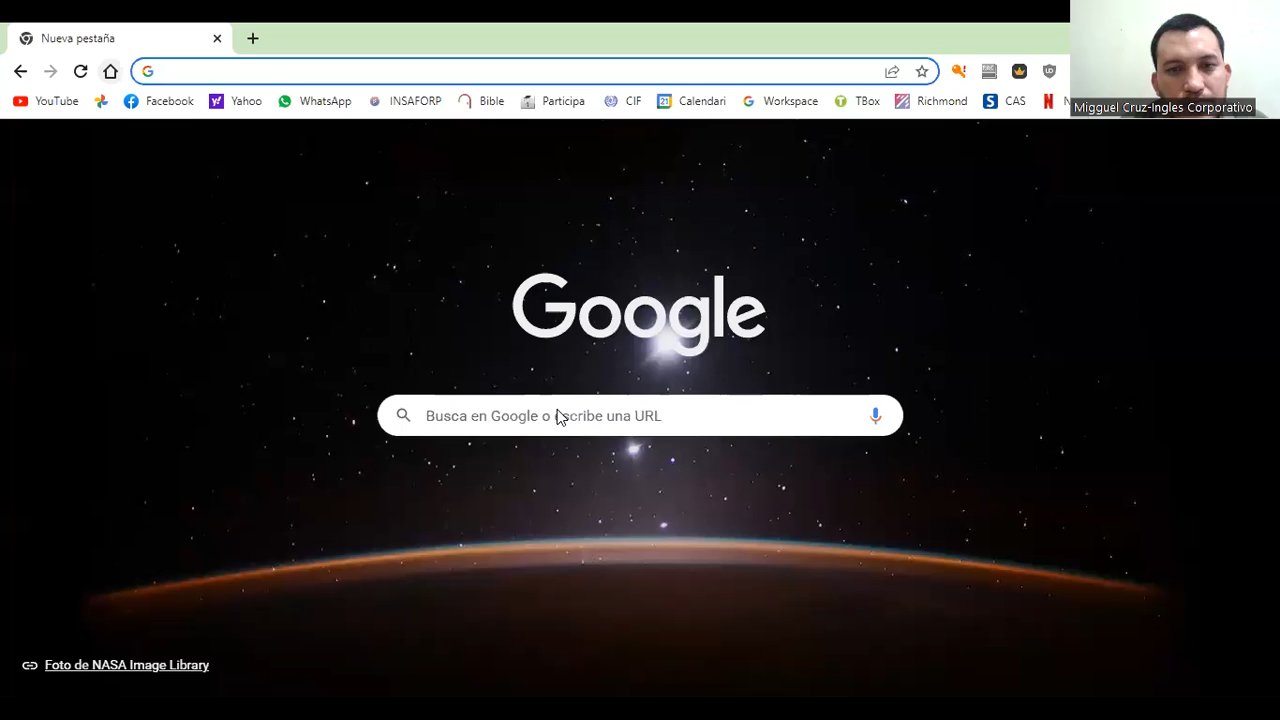 Nueva pestaña
YouTube Facebook Yahoo WhatsApp INSAFORP Bible Participa CIF Calendari Workspace TBox Richmond CAS
Migguel Cruz-Ingles Corporativo
Google
Busca en Google o escribe una URL
Foto de NASA Image Library